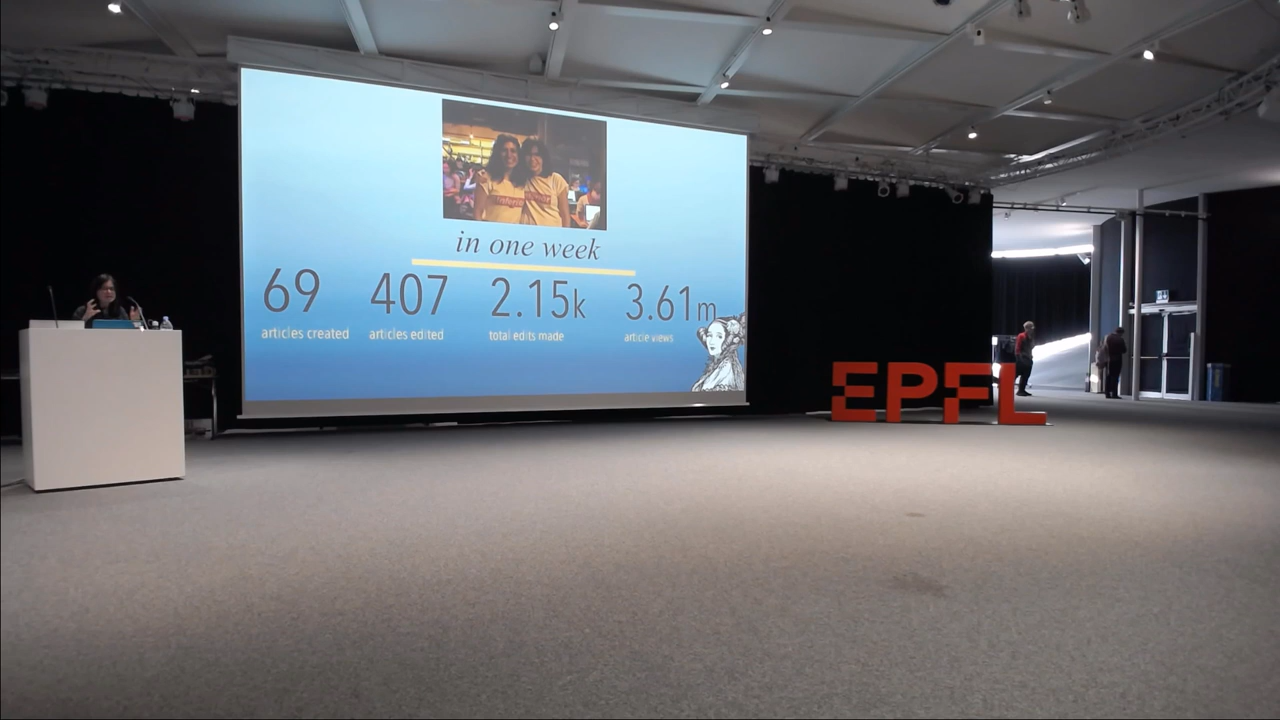 in one week
69 407 2.15k 3.61m
articles created articles edited total edits made article views
EPFL